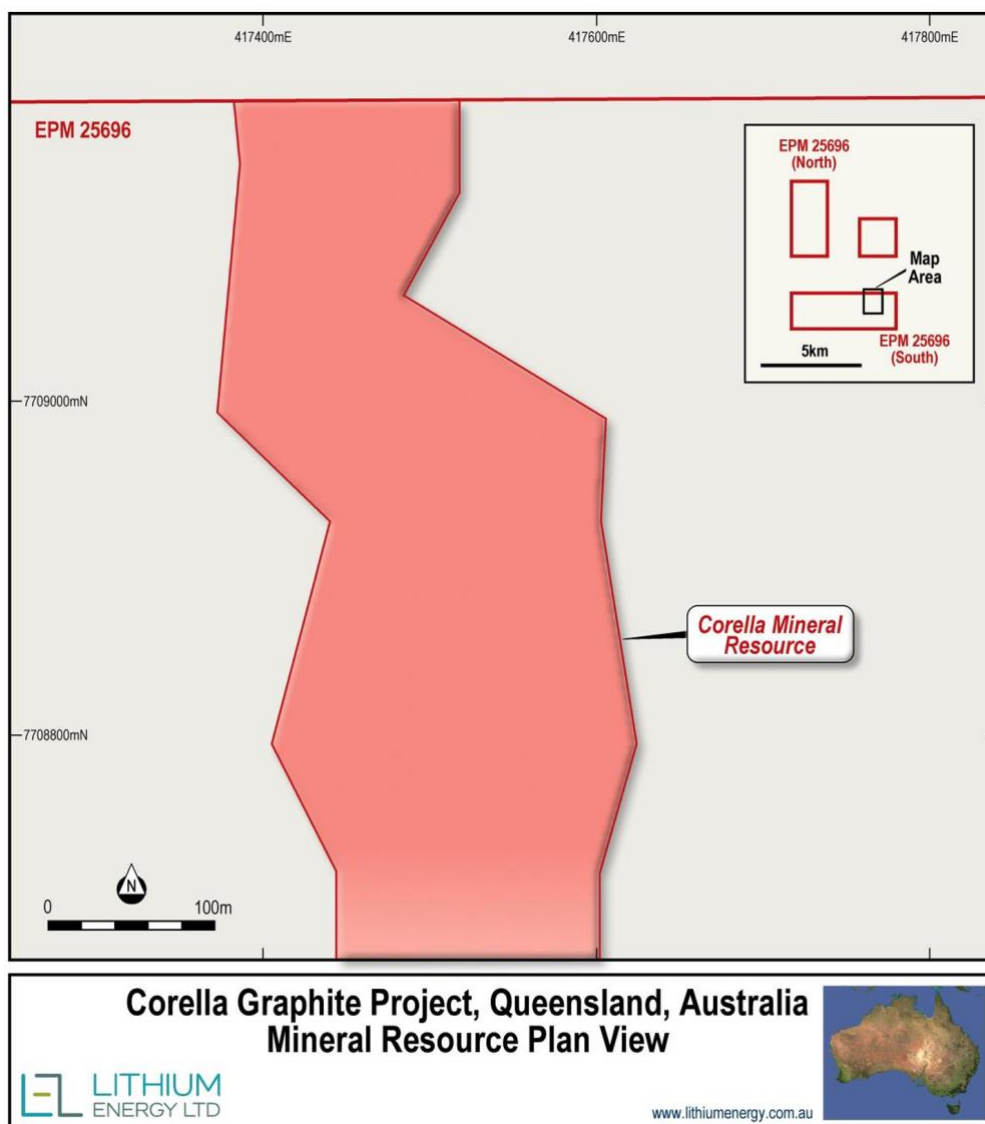 417400mE
417600mE
417800mE
EPM 25696
EPM 25696
(North)
Map
Area
EPM 25696
(South)
5km
7709000mN
Corella Mineral
Resource
7708800mN
N
0
100m
Corella Graphite Project, Queensland, Australia
Mineral Resource Plan View
LEL LITHIUM
ENERGY LTD
www.lithiumenergy.com.au